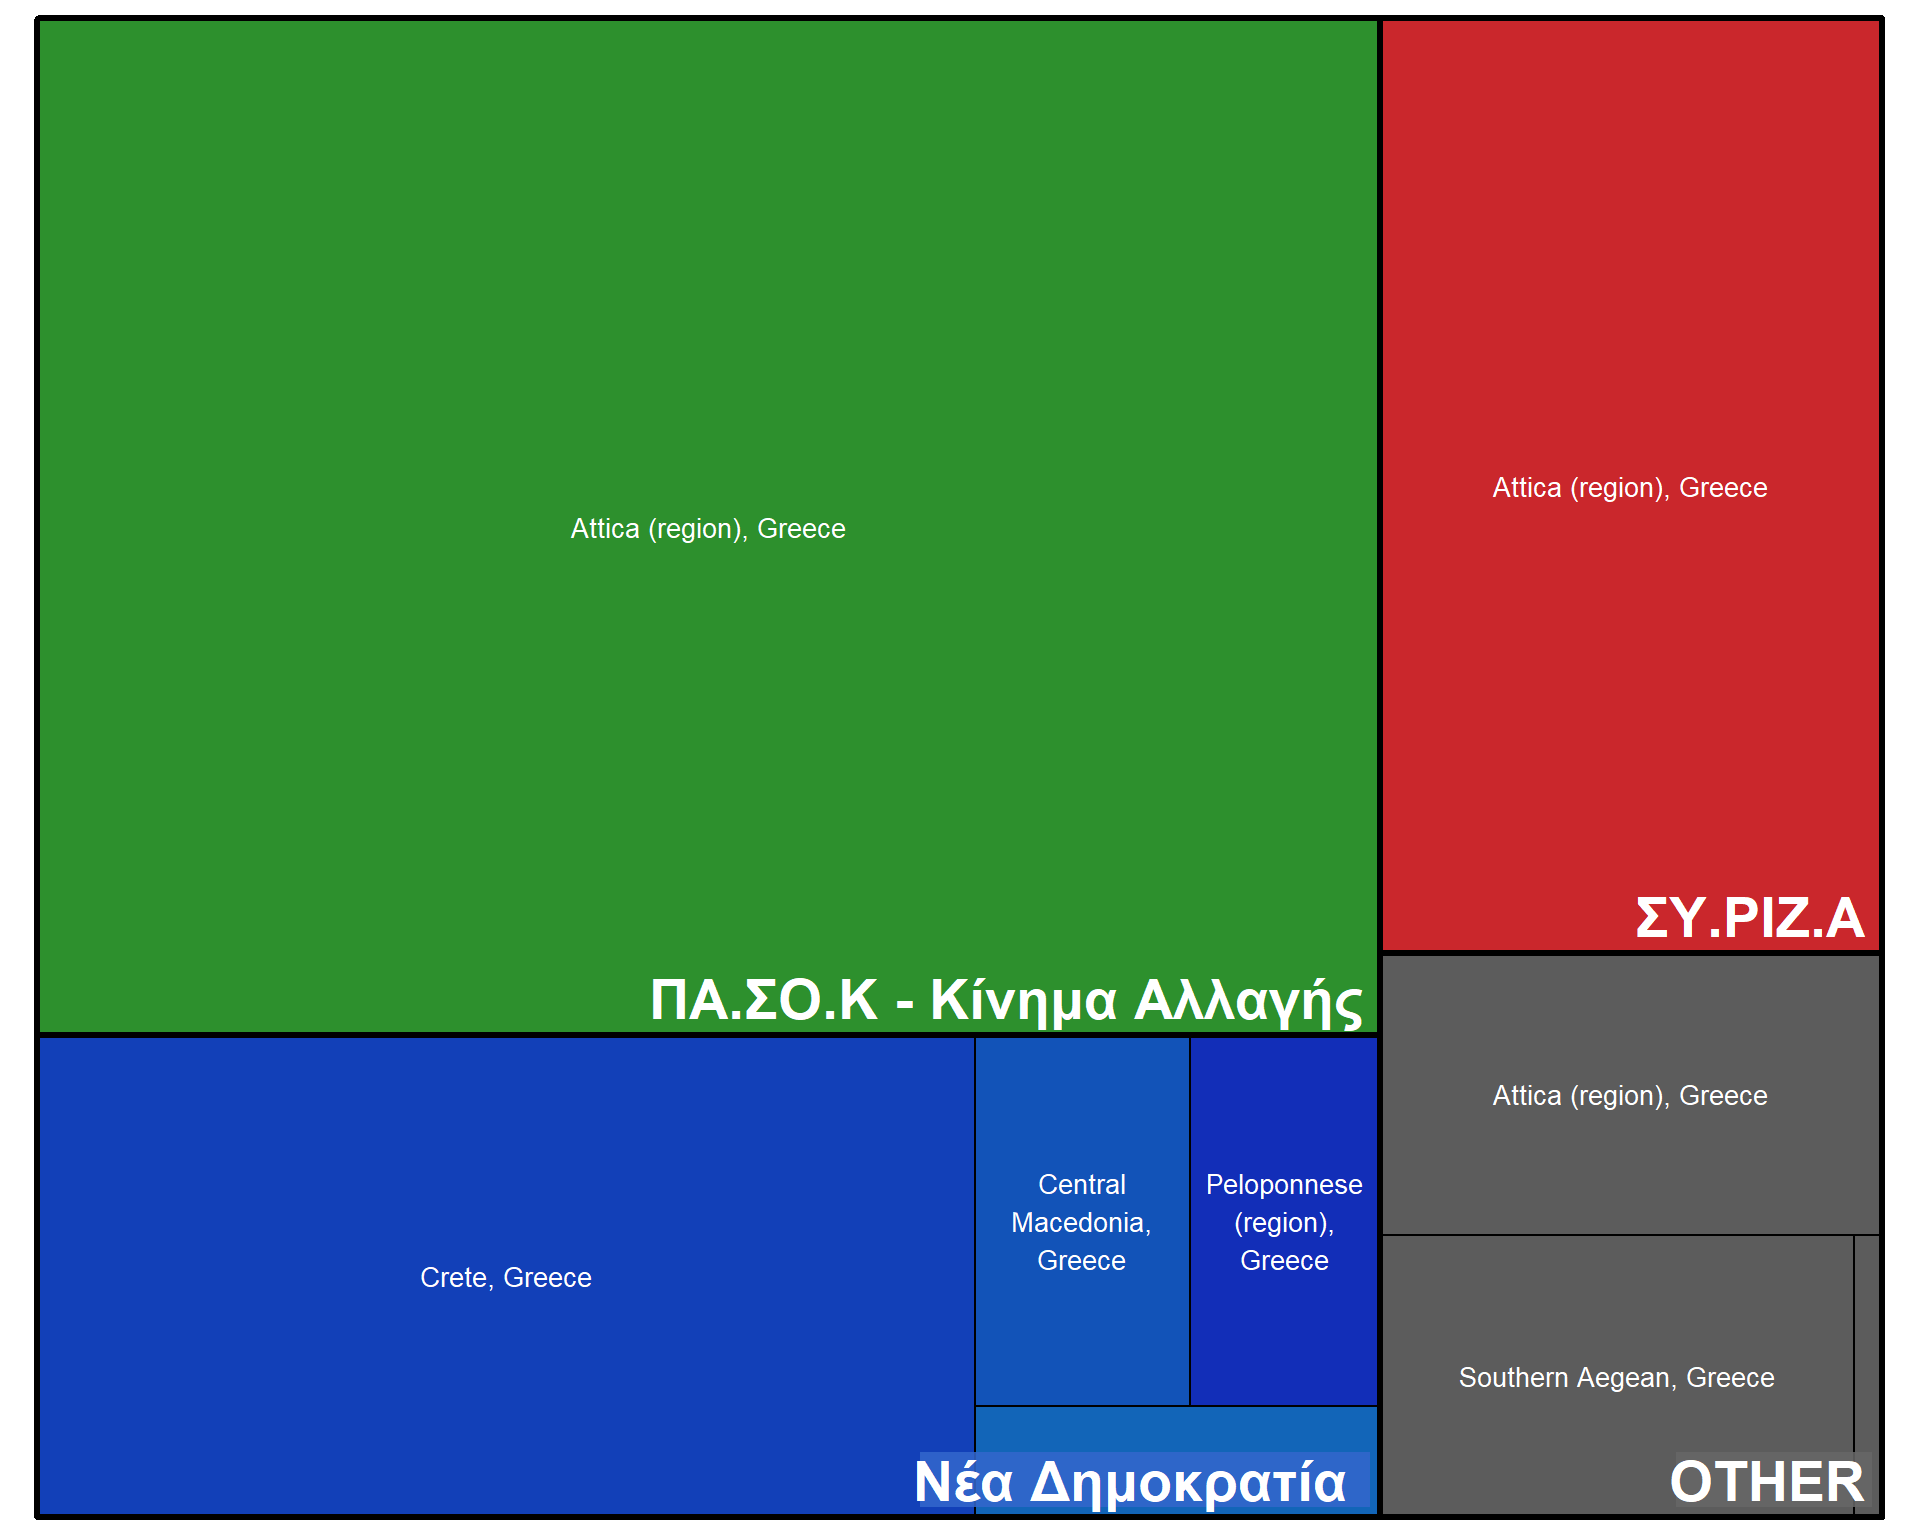 Attica (region), Greece
ΠΑ.ΣΟ.Κ - Κίνημα Αλλαγής
Attica (region), Greece
ΣΥ.ΡΙΖ.Α
Crete, Greece
Central
Macedonia,
Greece
Peloponnese
(region),
Greece
Νέα Δημοκρατία
Attica (region), Greece
Southern Aegean, Greece
OTHER